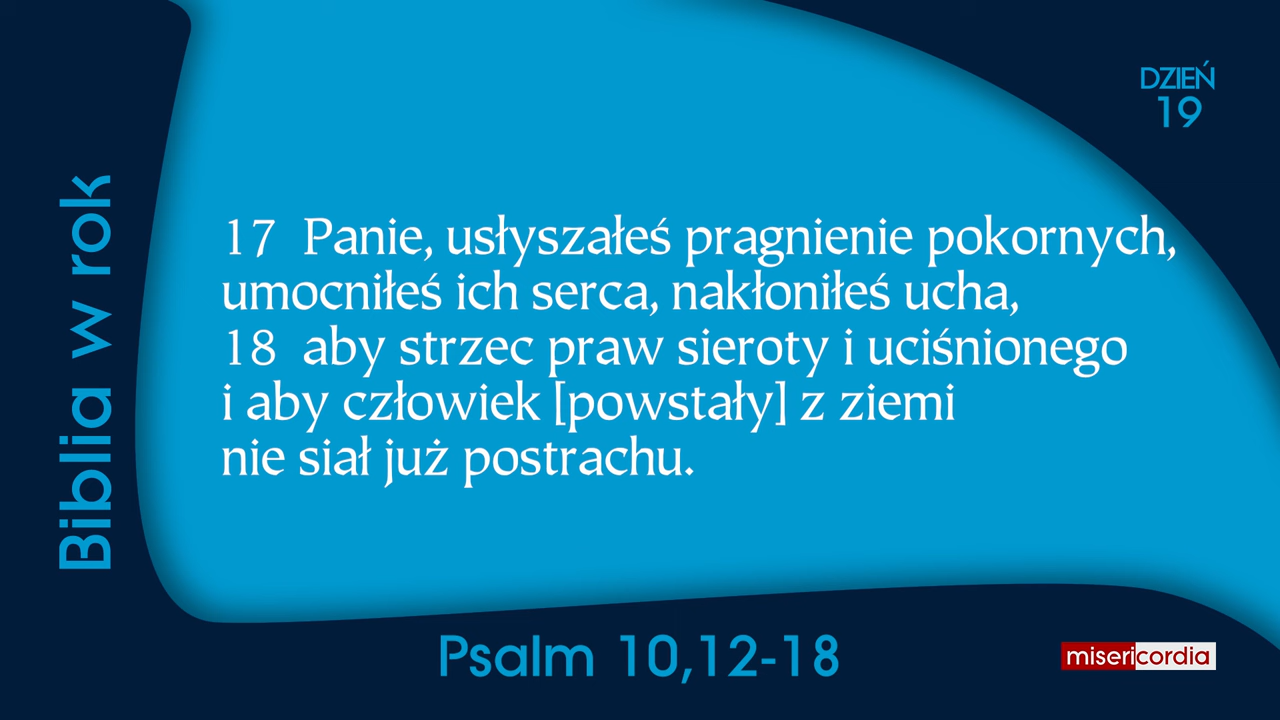 DZIEŃ
19
Biblia w rok
17 Panie, usłyszałeś pragnienie pokornych,
umocniłeś ich serca, nakłoniłeś ucha,
18 aby strzec praw sieroty i uciśnionego
i aby człowiek [powstały] z ziemi
nie siał już postrachu.
Psalm 10,12-18
misericordia